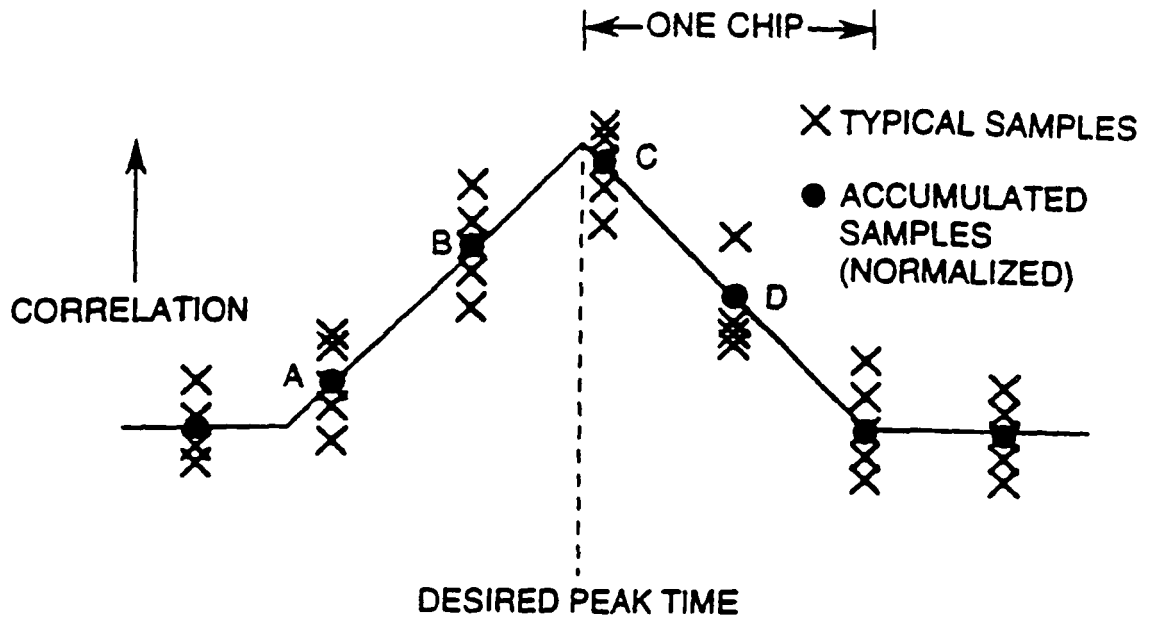 ONE CHIP
TYPICAL SAMPLES
ACCUMULATED
SAMPLES
(NORMALIZED)
CORRELATION
A
B
C
D
DESIRED PEAK TIME